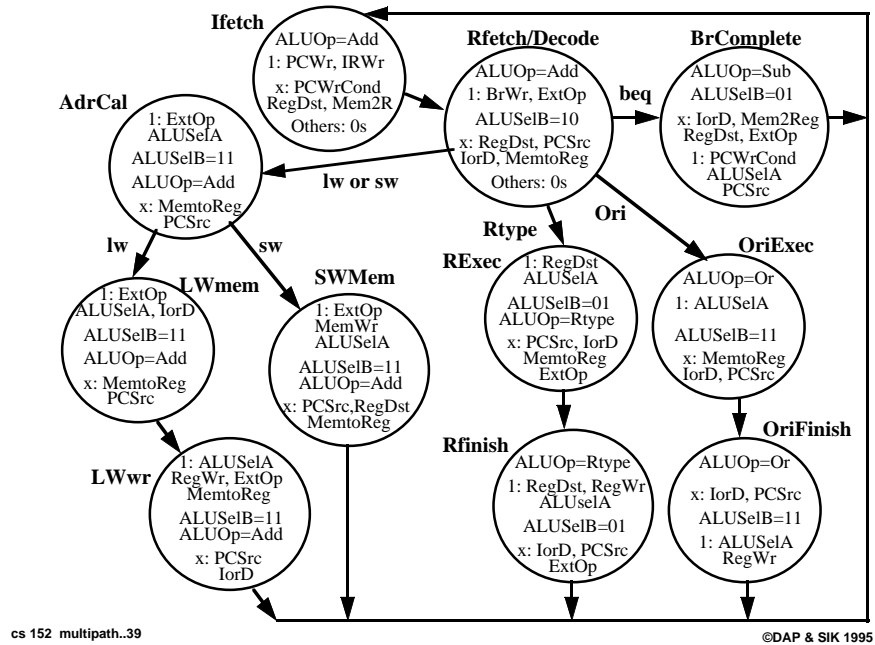 Ifetch
ALUOp=Add
1: PCWr, IRWr
x: PCWrCond
RegDst, Mem2R
Others: 0s
Rfetch/Decode
ALUOp=Add
1: BrWr, ExtOp
ALUSelB=10
x: RegDst, PCSrc
IorD, MemtoReg
Others: 0s
beq
BrComplete
ALUOp=Sub
ALUSelB=01
x: IorD, Mem2Reg
RegDst, ExtOp
1: PCWrCond
ALUSelA
PCSrc
AdrCal
1: ExtOp
ALUSelA
ALUSelB=11
ALUOp=Add
x: MemtoReg
PCSrc
lw or sw
lw
sw
Rtype
Ori
LWmem
1: ExtOp
ALUSelA, IorD
ALUSelB=11
ALUOp=Add
x: MemtoReg
PCSrc
SWMem
1: ExtOp
MemWr
ALUSelA
ALUSelB=11
ALUOp=Add
x: PCSrc,RegDst
MemtoReg
RExec
1: RegDst
ALUSelA
ALUSelB=01
ALUOp=Rtype
x: PCSrc, IorD
MemtoReg
ExtOp
OriExec
ALUOp=Or
1: ALUSelA
ALUSelB=11
x: MemtoReg
IorD, PCSrc
LWwr
1: ALUSelA
RegWr, ExtOp
MemtoReg
ALUSelB=11
ALUOp=Add
x: PCSrc
IorD
Rfinish
ALUOp=Rtype
1: RegDst, RegWr
ALUselA
ALUSelB=01
x: IorD, PCSrc
ExtOp
OriFinish
ALUOp=Or
x: IorD, PCSrc
ALUSelB=11
1: ALUSelA
RegWr
cs 152 multipath..39
©DAP & SIK 1995